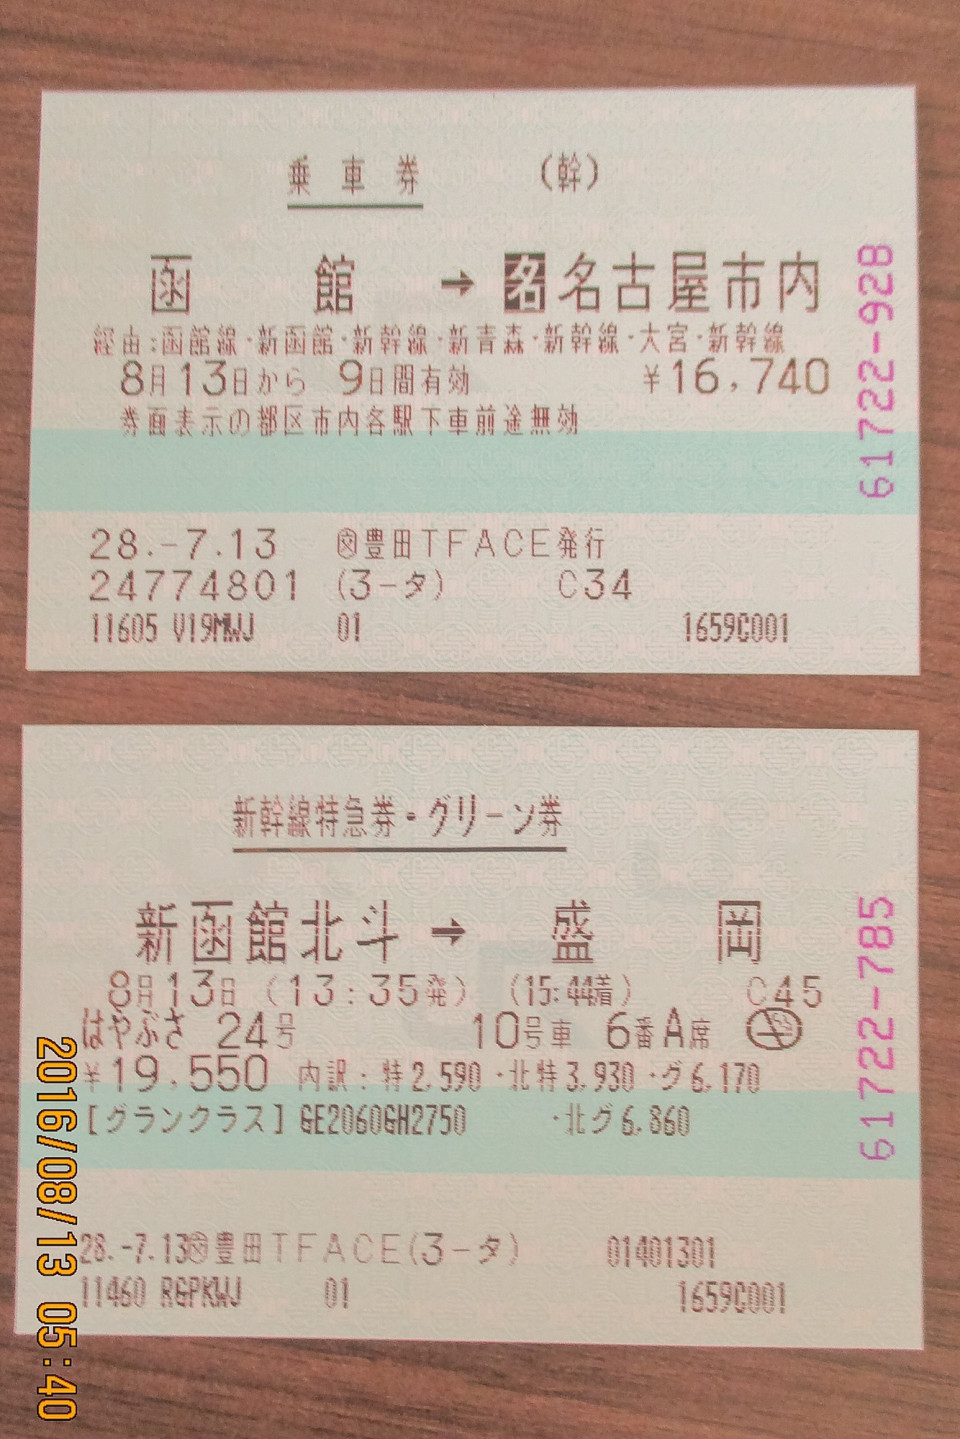 乗車券 (幹)
函館 → 名 名古屋市内
経由:函館線・新函館・新幹線・新青森・新幹線・大宮・新幹線
8月13日から 9日間有効 ¥16,740
券面表示の都区市内各駅下車前途無効
28.-7.13 豊田TFACE発行
24774801 (3-タ) C34
11605 V19MWJ 01 1659C001
61722-928
新幹線特急券・グリーン券
新函館北斗 → 盛岡
8月13日 (13:35発) (15:44着) C45
はやぶさ 24号 10号車 6番A席
¥19,550 内訳:特2,590・北特3,930・グ6,170
[グランクラス] GE2060GH2750 ・北グ6,860
28.-7.13 豊田TFACE(3-タ) 01401301
11460 R&PKWJ 01 1659C001
61722-785
2016/08/13 05:40